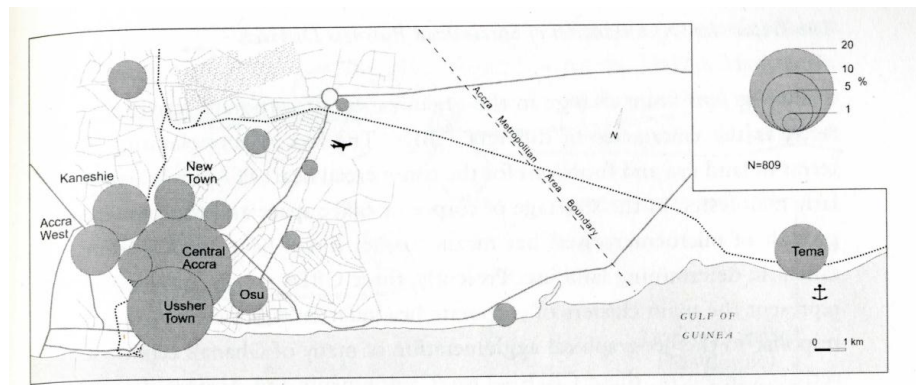 20
10
5
%
1
N=809
Accra Metropolitan Area Boundary
N
Kaneshie
New
Town
Accra
West
Central
Accra
Ussher
Town
Osu
Tema
GULF OF
GUINEA
0 1 km